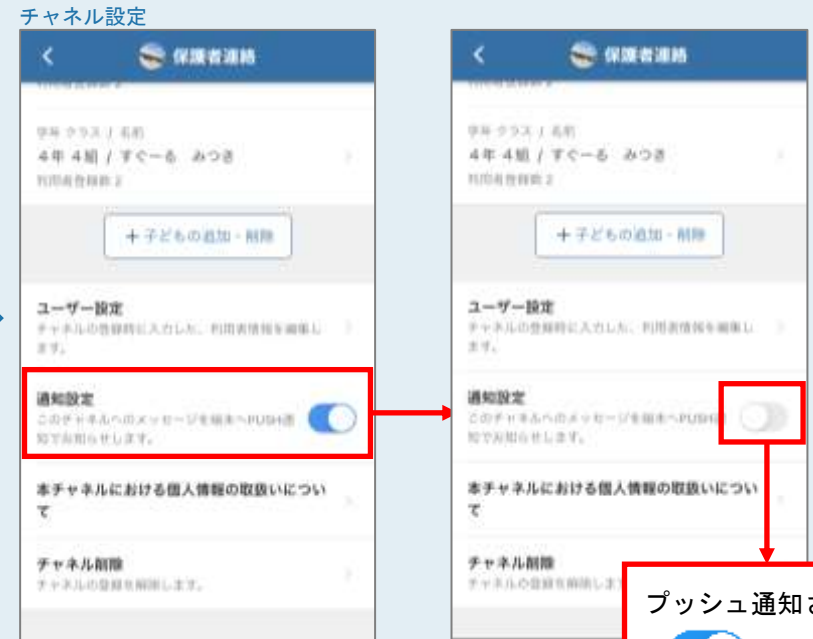 チャネル設定
保護者連絡
学年 クラス / 名前
4年 4組 / すぐーる みつき
利用者登録数 2
+ 子どもの追加・削除
ユーザー設定
チャネルの登録時に入力した、利用者情報を編集し
ます。
通知設定
このチャネルへのメッセージを端末へPUSH通
知でお知らせします。
本チャネルにおける個人情報の取扱いについ
て
チャネル削除
チャネルの登録を解除します。
保護者連絡
学年 クラス / 名前
4年 4組 / すぐーる みつき
利用者登録数 2
+ 子どもの追加・削除
ユーザー設定
チャネルの登録時に入力した、利用者情報を編集し
ます。
通知設定
このチャネルへのメッセージを端末へPUSH
知でお知らせします。
本チャネルにおける個人情報の取扱いについ
て
チャネル削除
チャネルの登録を解除しま
プッシュ通知さ